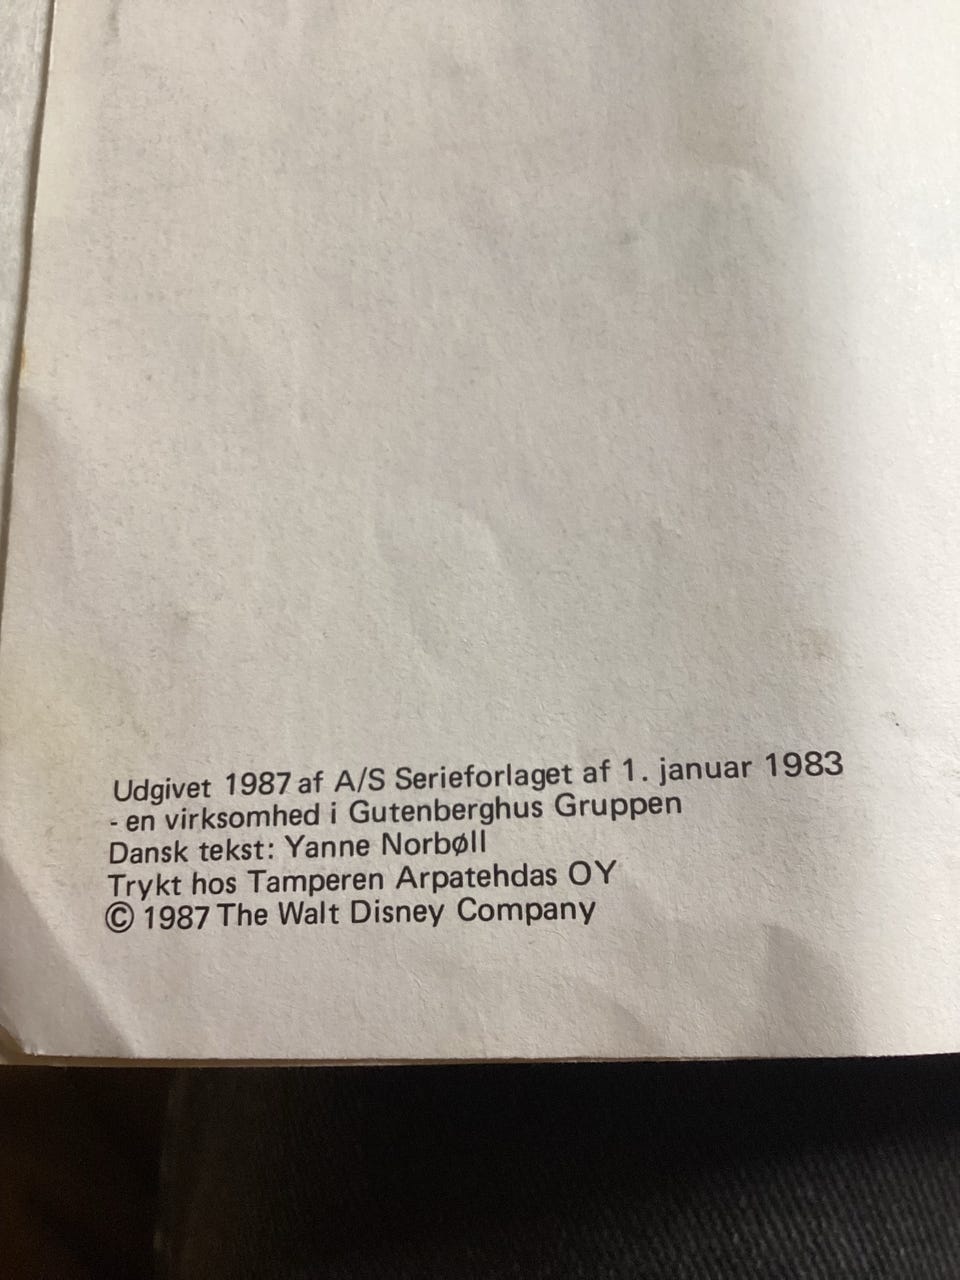 Udgivet 1987 af A/S Serieforlaget af 1. januar 1983
- en virksomhed i Gutenberghus Gruppen
Dansk tekst: Yanne Norbøll
Trykt hos Tamperen Arpatehdas OY
© 1987 The Walt Disney Company